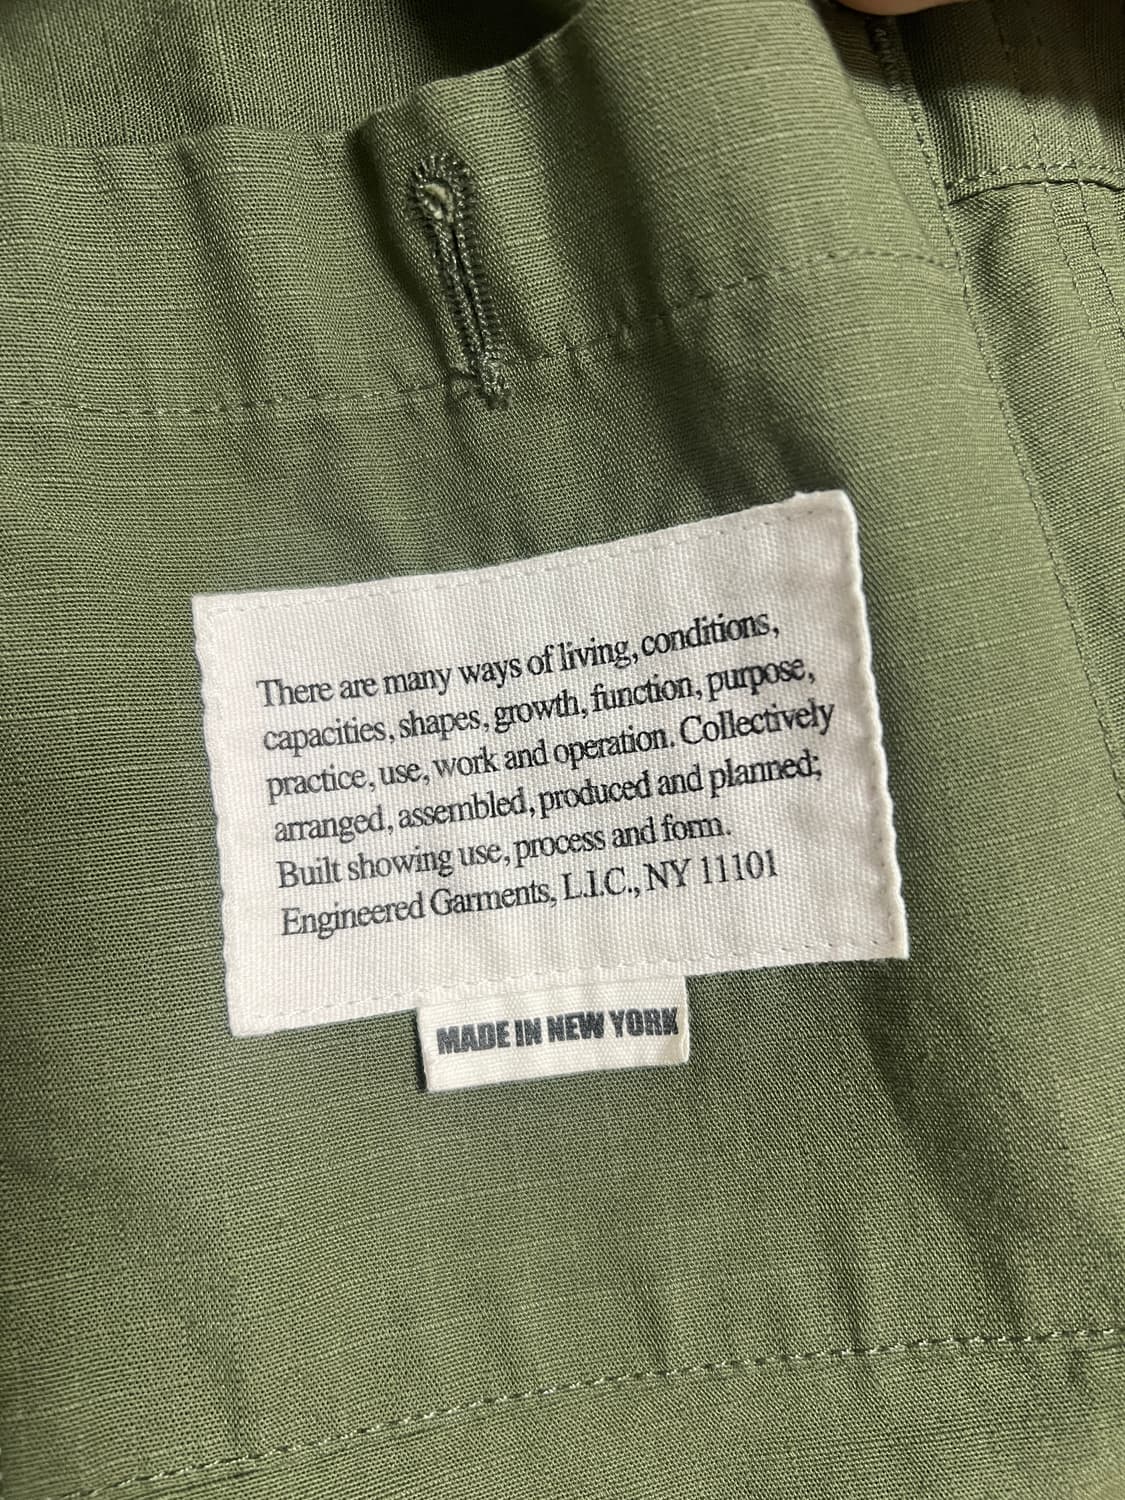 There are many ways of living, conditions,
capacities, shapes, growth, function, purpose,
practice, use, work and operation. Collectively
arranged, assembled, produced and planned;
Built showing use, process and form.
Engineered Garments, L.I.C., NY 11101
MADE IN NEW YORK